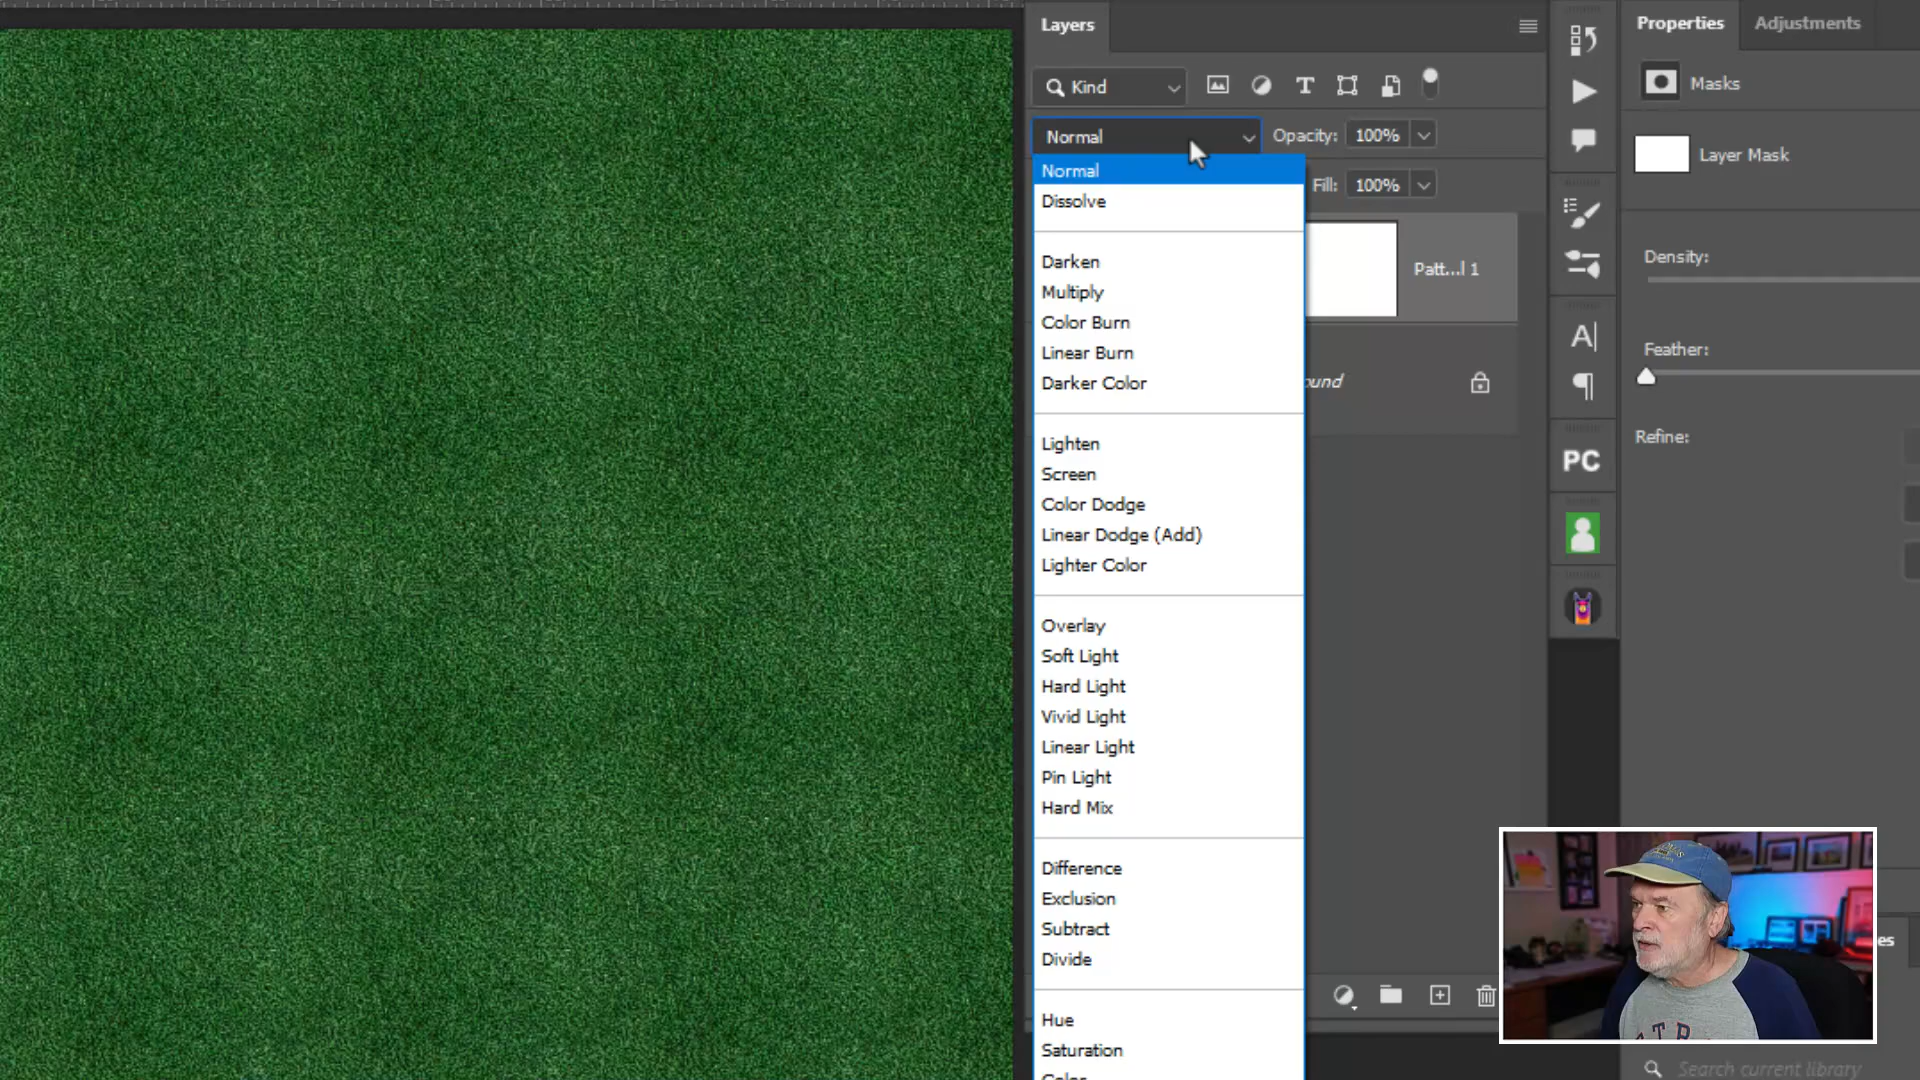 Layers
Properties
Adjustments
Kind
T
Masks
Normal
Opacity: 100%
Layer Mask
Fill: 100%
Normal
Dissolve
Darken
Multiply
Color Burn
Linear Burn
Darker Color
Lighten
Screen
Color Dodge
Linear Dodge (Add)
Lighter Color
Overlay
Soft Light
Hard Light
Vivid Light
Linear Light
Pin Light
Hard Mix
Difference
Exclusion
Subtract
Divide
Hue
Saturation
Color
Patt...l 1
ound
A
PC
Density:
Feather:
Refine:
es
Search current library